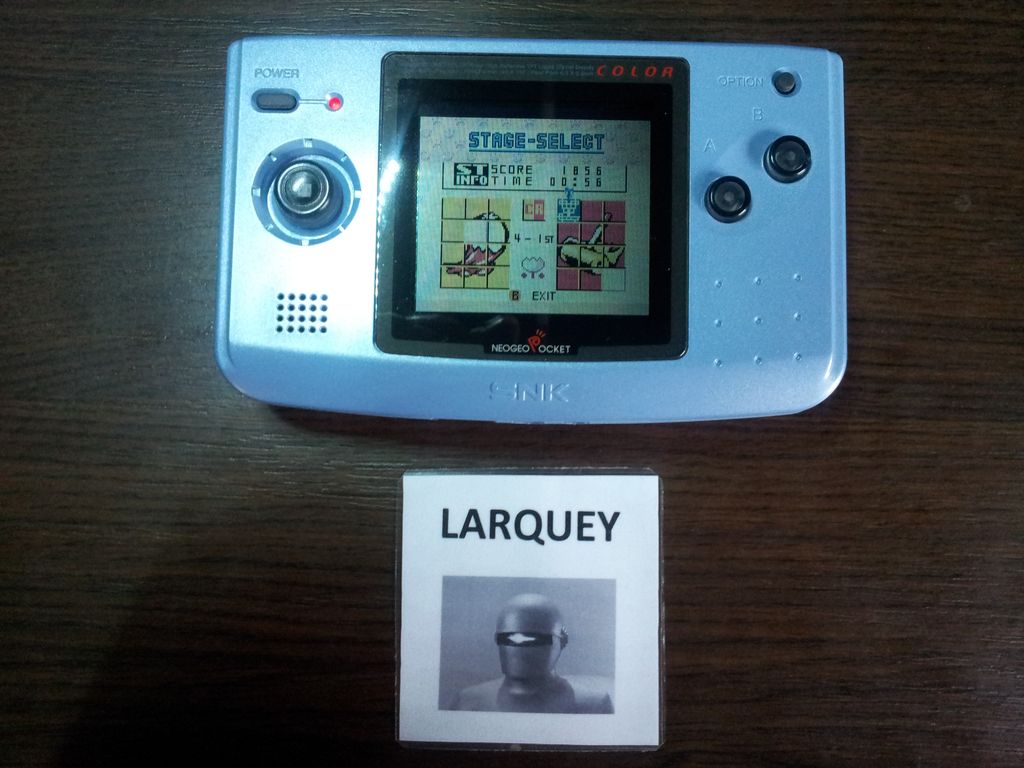 POWER
COLOR
OPTION
B
A
STAGE-SELECT
ST INFO
SCORE 1856
TIME 00:56
4-1ST
B EXIT
NEOGEO POCKET
SNK
LARQUEY